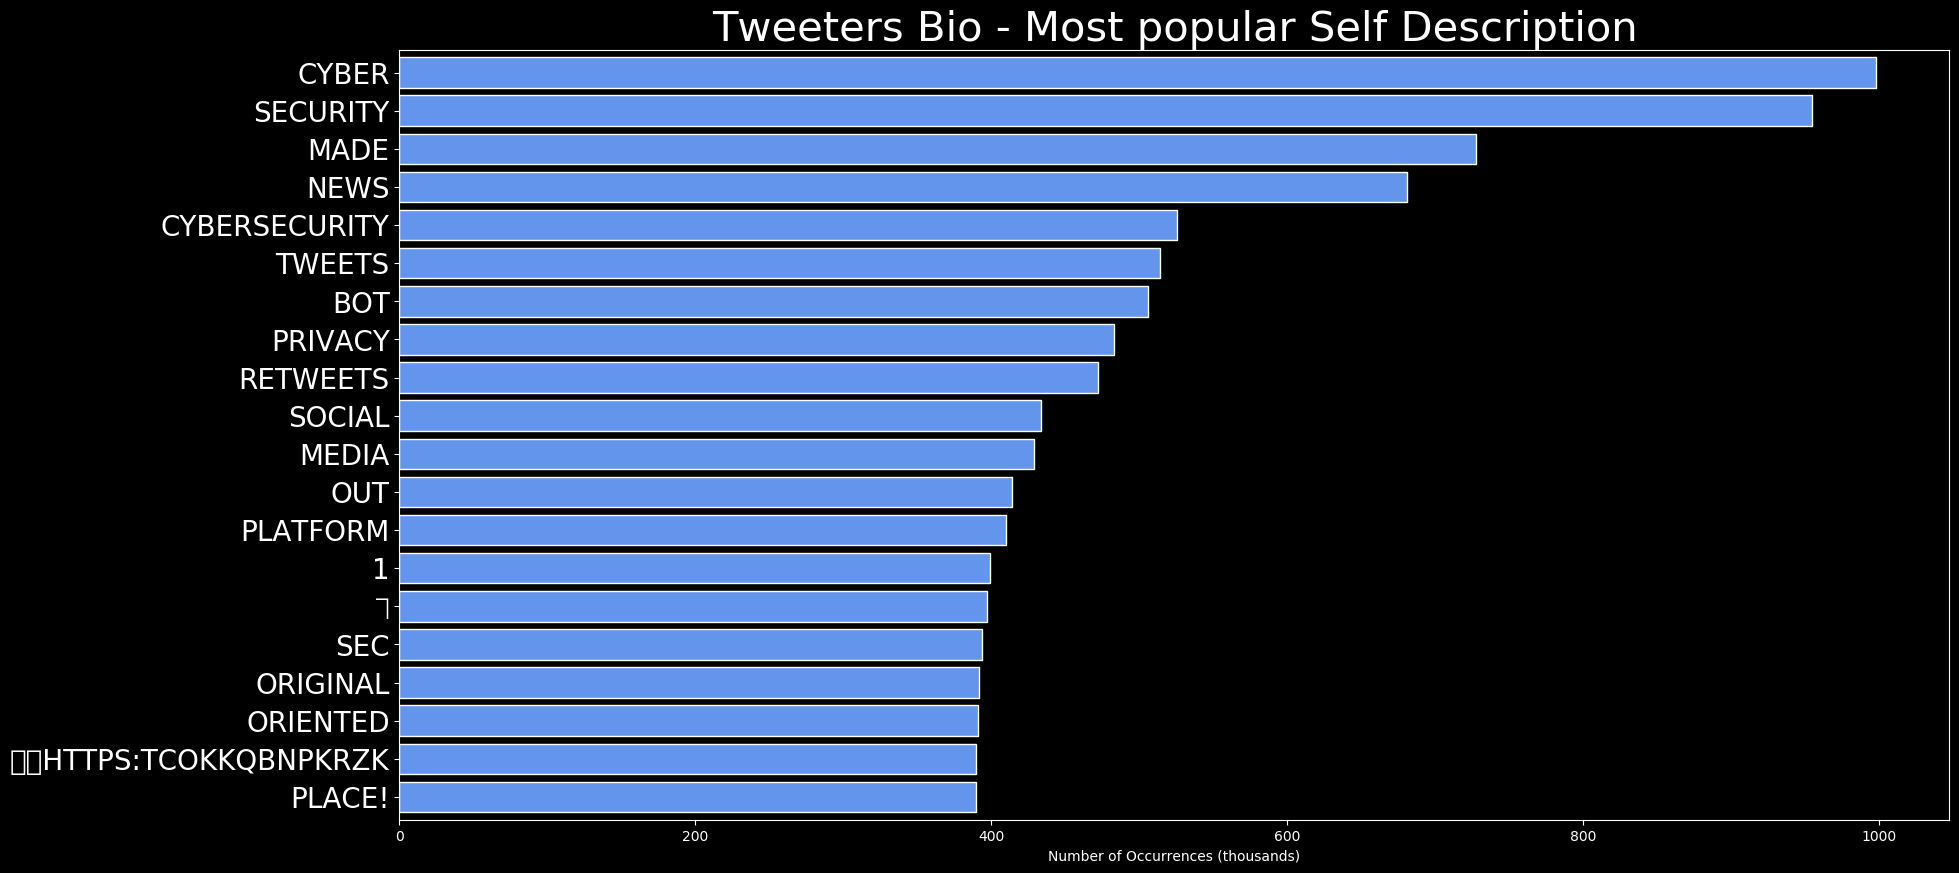 Tweeters Bio - Most popular Self Description
CYBER
SECURITY
MADE
NEWS
CYBERSECURITY
TWEETS
BOT
PRIVACY
RETWEETS
SOCIAL
MEDIA
OUT
PLATFORM
1
SEC
ORIGINAL
ORIENTED
HTTPS:TCOKKQBNPKRZK
PLACE!
0 200 400 600 800 1000
Number of Occurrences (thousands)